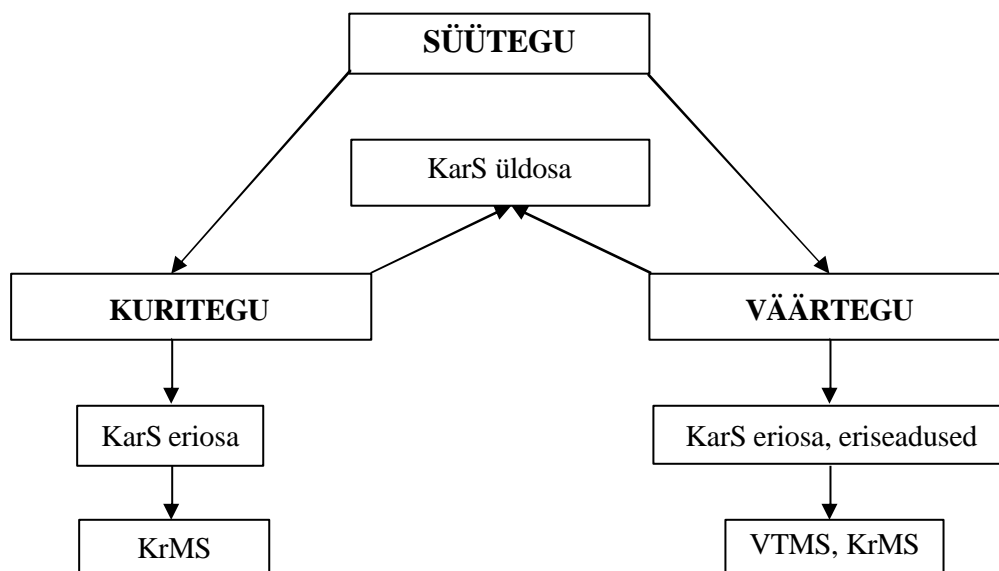 SÜÜTEGU
KarS üldosa
KURITEGU
VÄÄRTEGU
KarS eriosa
KarS eriosa, eriseadused
KrMS
VTMS, KrMS